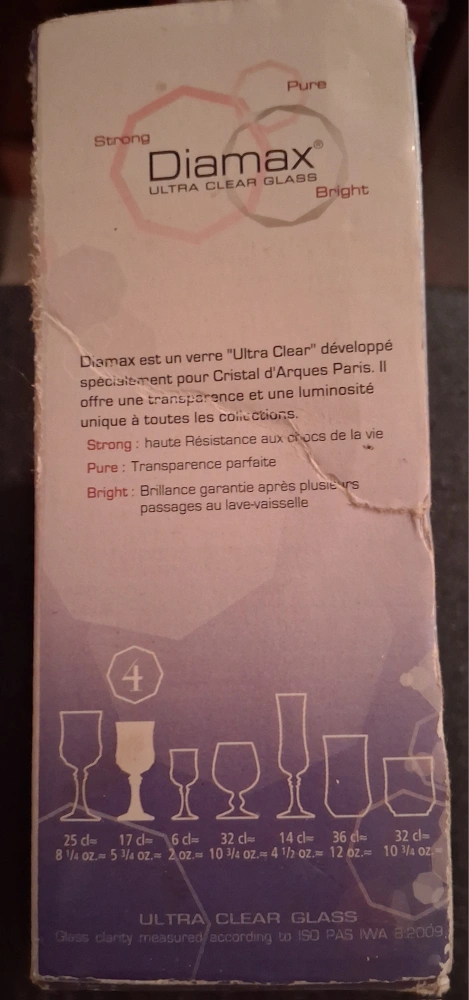 Pure
Strong
Diamax®
ULTRA CLEAR GLASS
Bright
Diamax est un verre "Ultra Clear" développé
spécialement pour Cristal d'Arques Paris. Il
offre une transparence et une luminosité
unique à toutes les collections.
Strong : haute Résistance aux chocs de la vie
Pure : Transparence parfaite
Bright : Brillance garantie après plusieurs
passages au lave-vaisselle
4
25 cl= 17 cl= 6 cl= 32 cl= 14 cl= 36 cl= 32 cl=
8 1/4 oz.= 5 3/4 oz.= 2 oz.= 10 3/4 oz.= 4 1/2 oz.= 12 oz.= 10 3/4 oz.=
ULTRA CLEAR GLASS
Glass clarity measured according to ISO PAS IWA 8:2009